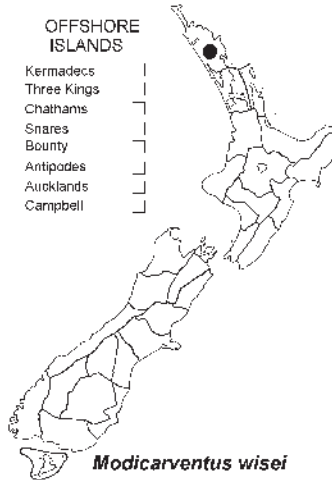 OFFSHORE
ISLANDS
Kermadecs
Three Kings
Chathams
Snares
Bounty
Antipodes
Aucklands
Campbell
Modicarventus wisei